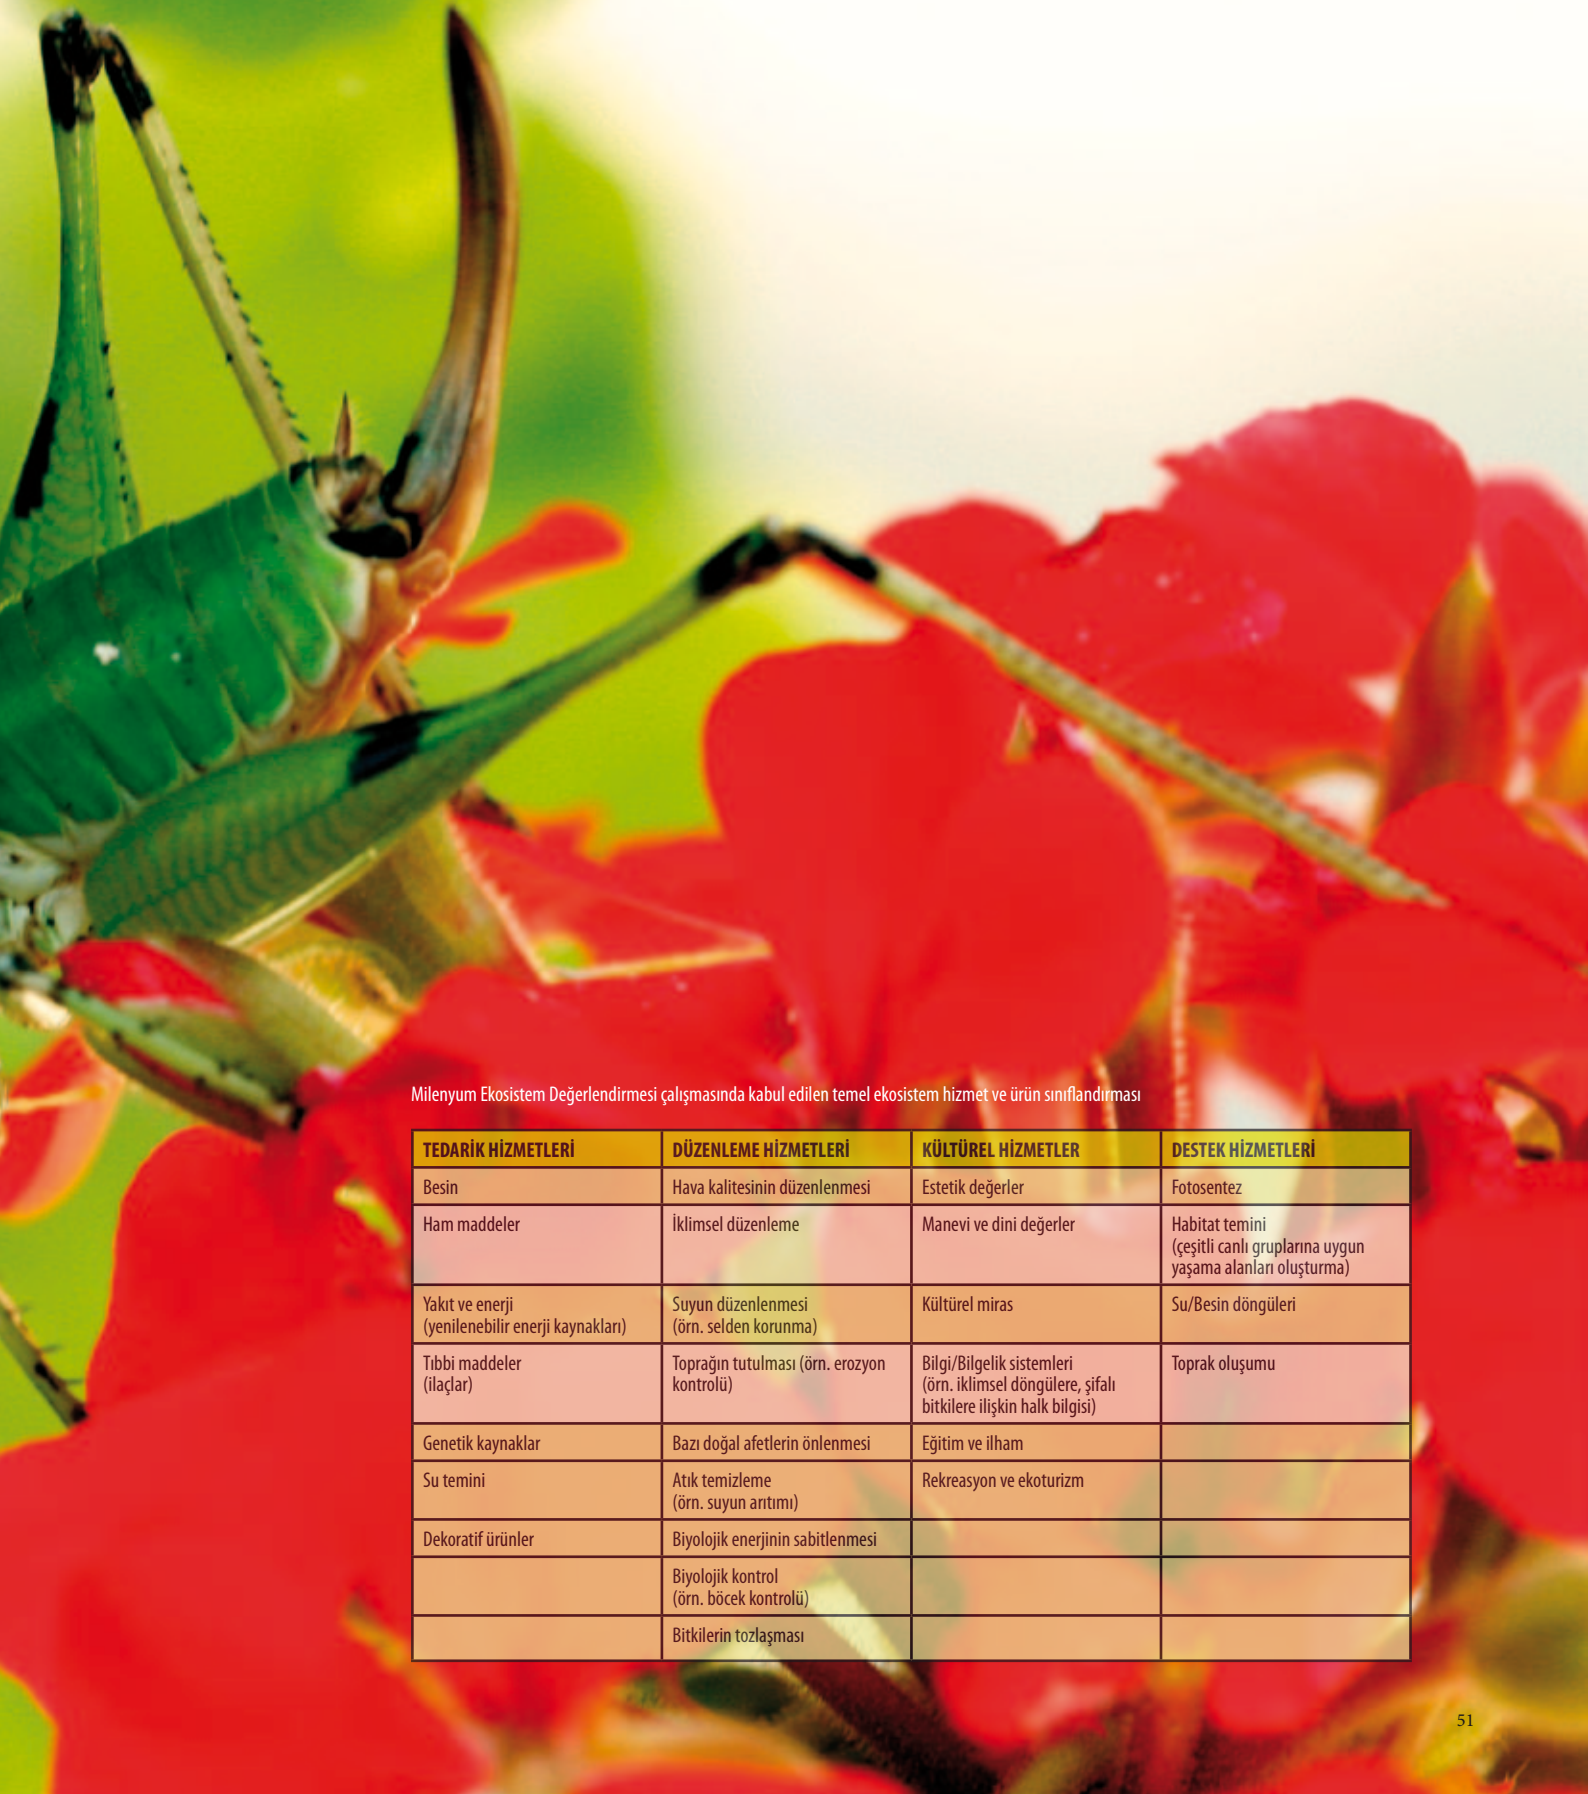 Milenyum Ekosistem Değerlendirmesi çalışmasında kabul edilen temel ekosistem hizmet ve ürün sınıflandırması
TEDARİK HİZMETLERİ DÜZENLEME HİZMETLERİ KÜLTÜREL HİZMETLER DESTEK HİZMETLERİ
Besin Hava kalitesinin düzenlenmesi Estetik değerler Fotosentez
Ham maddeler İklimsel düzenleme Manevi ve dini değerler Habitat temini
(çeşitli canlı gruplarına uygun
yaşama alanları oluşturma)
Yakıt ve enerji Suyun düzenlenmesi Kültürel miras Su/Besin döngüleri
(yenilenebilir enerji kaynakları) (örn. selden korunma)
Tıbbi maddeler Toprağın tutulması (örn. erozyon Bilgi/Bilgelik sistemleri Toprak oluşumu
(ilaçlar) kontrolü) (örn. iklimsel döngülere, şifalı
bitkilere ilişkin halk bilgisi)
Genetik kaynaklar Bazı doğal afetlerin önlenmesi Eğitim ve ilham
Su temini Atık temizleme Rekreasyon ve ekoturizm
(örn. suyun arıtımı)
Dekoratif ürünler Biyolojik enerjinin sabitlenmesi
Biyolojik kontrol
(örn. böcek kontrolü)
Bitkilerin tozlaşması
51